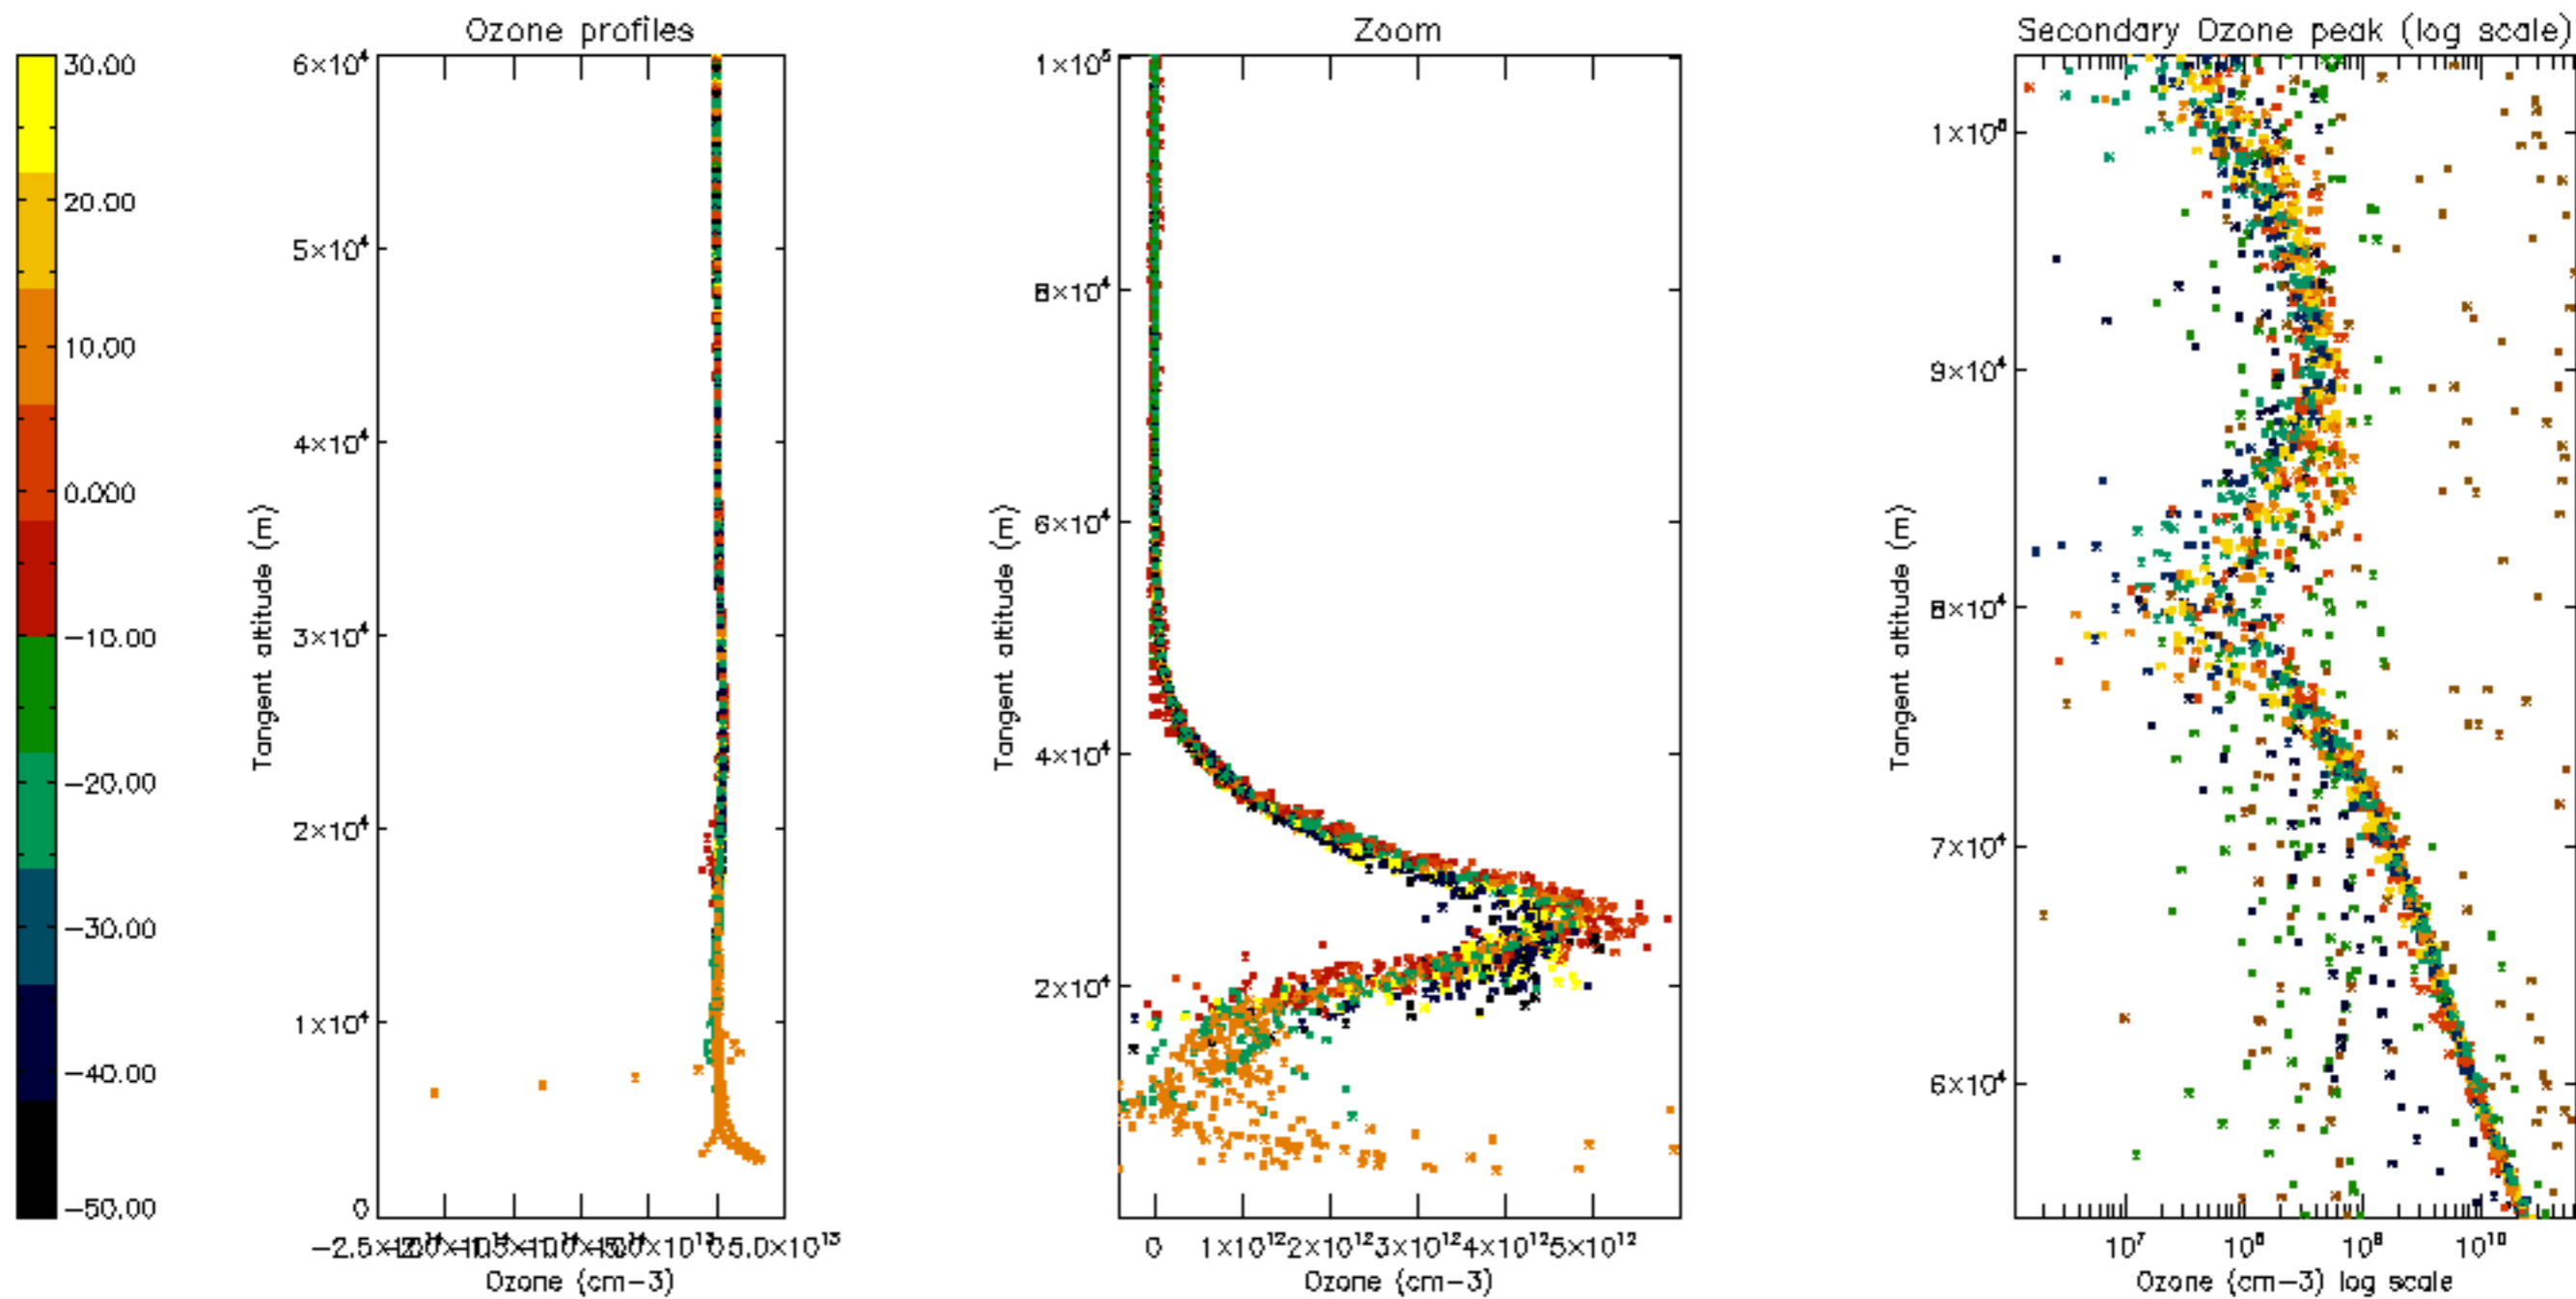 Ozone profiles
Zoom
Secondary Ozone peak (log scale)
30.00
20.00
10.00
0.000
−10.00
−20.00
−30.00
−40.00
−50.00
6×10⁴
5×10⁴
4×10⁴
3×10⁴
2×10⁴
1×10⁴
0
Tangent altitude (m)
5.0×10¹³
Ozone (cm−3)
1×10⁵
8×10⁴
6×10⁴
4×10⁴
2×10⁴
Tangent altitude (m)
0 1×10¹² 2×10¹² 3×10¹² 4×10¹² 5×10¹²
Ozone (cm−3)
9×10⁴
8×10⁴
7×10⁴
6×10⁴
Tangent altitude (m)
10⁷ 10⁸ 10⁹ 10¹⁰
Ozone (cm−3) log scale